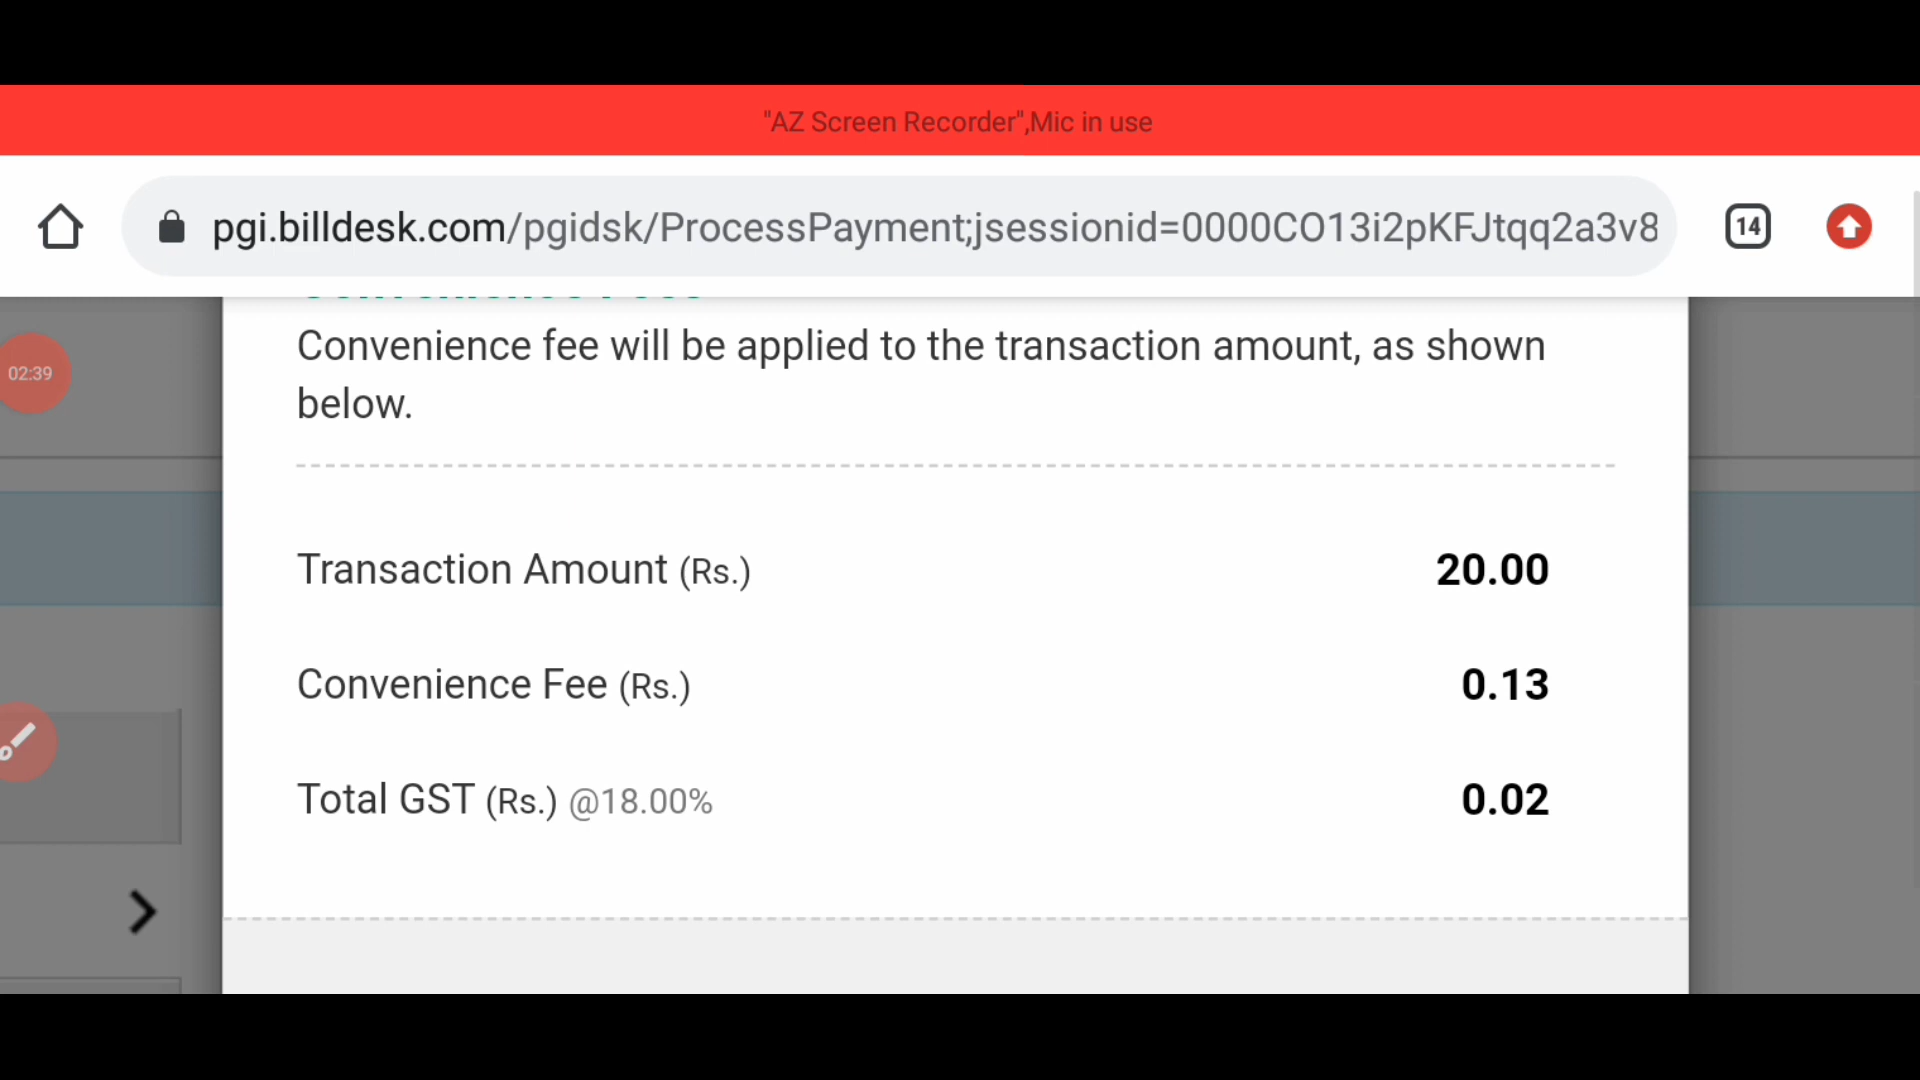 "AZ Screen Recorder",Mic in use
pgi.billdesk.com/pgidsk/ProcessPayment;jsessionid=0000CO13i2pKFJtqq2a3v8
14
Convenience fee will be applied to the transaction amount, as shown
below.
02:39
Transaction Amount (Rs.) 20.00
Convenience Fee (Rs.) 0.13
Total GST (Rs.) @18.00% 0.02